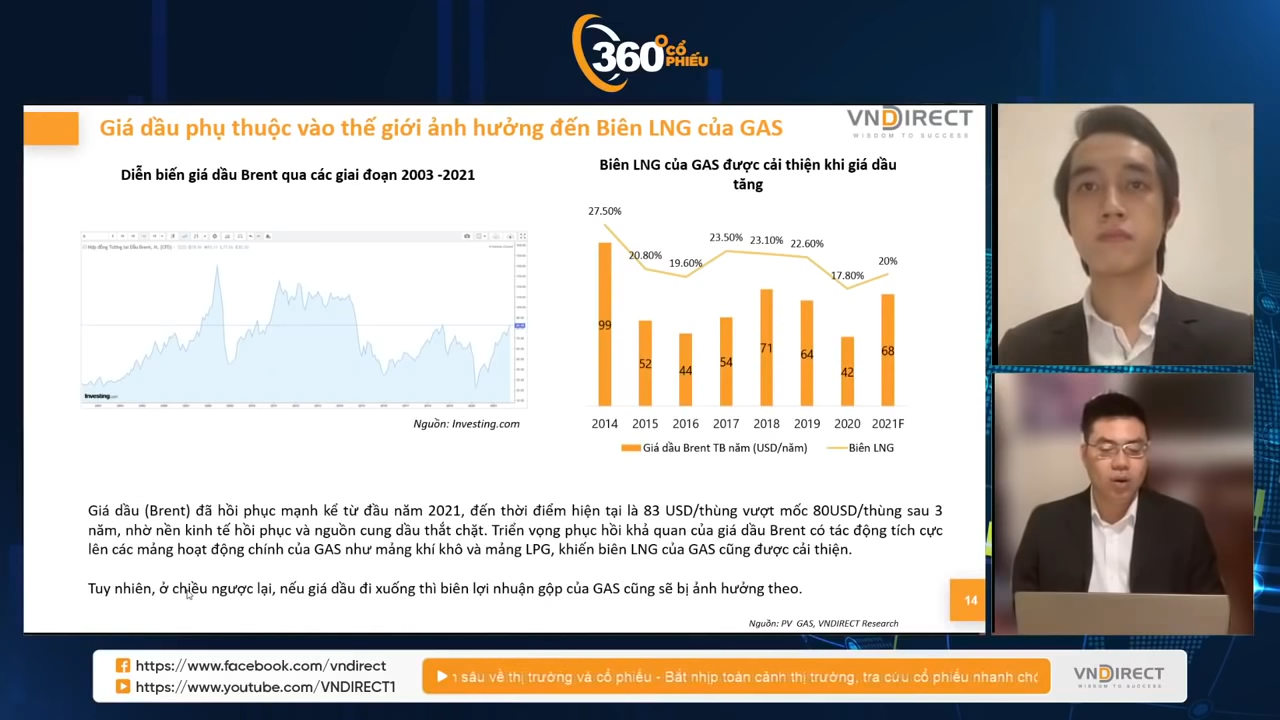 360°
CỔ
PHIẾU
Giá dầu phụ thuộc vào thế giới ảnh hưởng đến Biên LNG của GAS
VNDIRECT
WISDOM TO SUCCESS
Diễn biến giá dầu Brent qua các giai đoạn 2003 -2021
Investing.com
Nguồn: Investing.com
Biên LNG của GAS được cải thiện khi giá dầu
tăng
27.50%
20.80%
19.60%
23.50%
23.10%
22.60%
17.80%
20%
99
52
44
54
71
64
42
68
2014 2015 2016 2017 2018 2019 2020 2021F
Giá dầu Brent TB năm (USD/năm) Biên LNG
Giá dầu (Brent) đã hồi phục mạnh kể từ đầu năm 2021, đến thời điểm hiện tại là 83 USD/thùng vượt mốc 80USD/thùng sau 3
năm, nhờ nền kinh tế hồi phục và nguồn cung dầu thắt chặt. Triển vọng phục hồi khả quan của giá dầu Brent có tác động tích cực
lên các mảng hoạt động chính của GAS như mảng khí khô và mảng LPG, khiến biên LNG của GAS cũng được cải thiện.
Tuy nhiên, ở chiều ngược lại, nếu giá dầu đi xuống thì biên lợi nhuận gộp của GAS cũng sẽ bị ảnh hưởng theo.
14
Nguồn: PV GAS, VNDIRECT Research
https://www.facebook.com/vndirect
https://www.youtube.com/VNDIRECT1
sâu về thị trường và cổ phiếu - Bắt nhịp toàn cảnh thị trường, tra cứu cổ phiếu nhanh
VNDIRECT
WISDOM TO SUCCESS